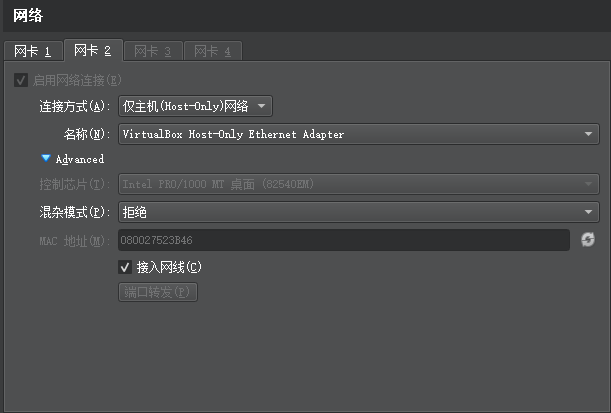 网络
网卡 1 网卡 2 网卡 3 网卡 4
启用网络连接(E)
连接方式(A): 仅主机(Host-Only)网络
名称(N): VirtualBox Host-Only Ethernet Adapter
Advanced
控制芯片(T): Intel PRO/1000 MT 桌面 (82540EM)
混杂模式(P): 拒绝
MAC 地址(M): 080027523B46
接入网线(C)
端口转发(P)